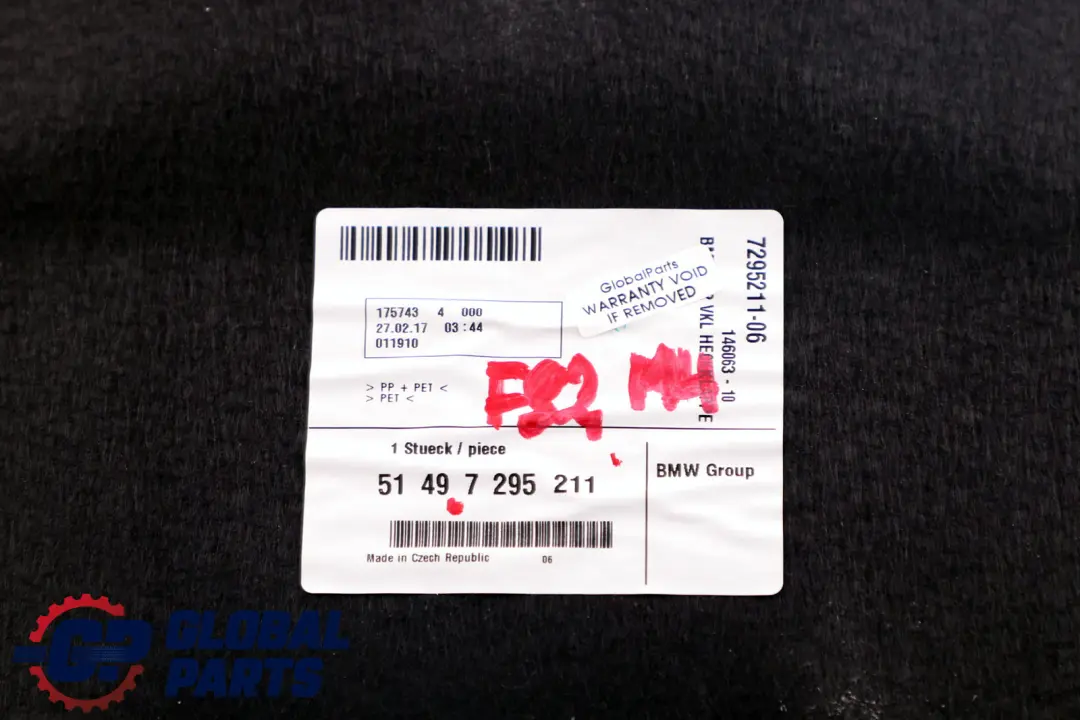 175743 4 000
27.02.17 03:44
011910
> PP + PET <
> PET <
GlobalParts
WARRANTY VOID
IF REMOVED
7295211-06
146063 - 10
VKL
1 Stueck / piece
51 49 7 295 211
BMW Group
Made in Czech Republic 06
GP GLOBAL
PARTS